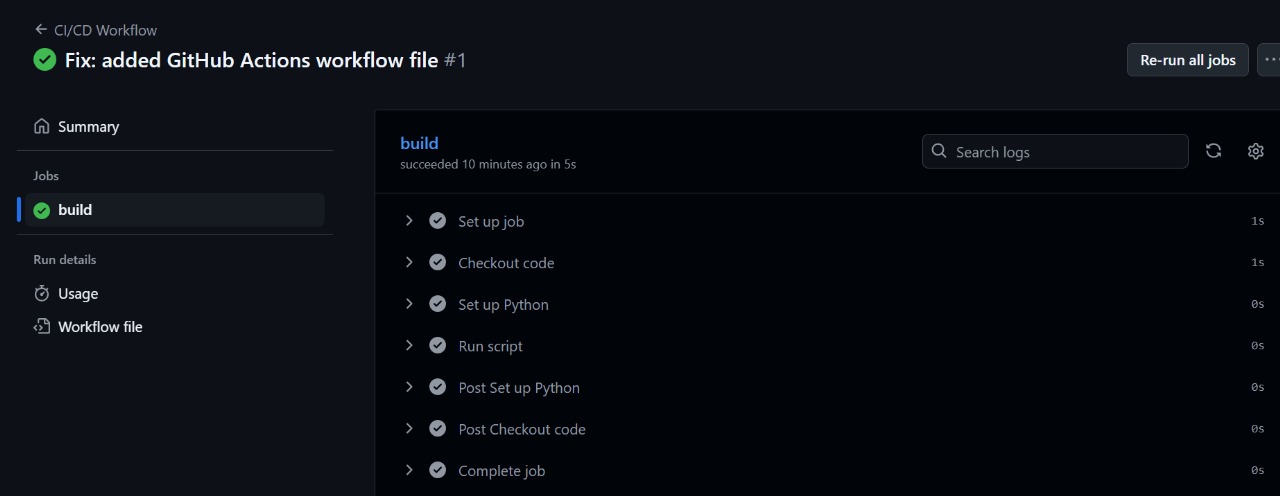 CI/CD Workflow
Fix: added GitHub Actions workflow file #1
Re-run all jobs
Summary
Jobs
build
Run details
Usage
Workflow file
build
succeeded 10 minutes ago in 5s
Search logs
Set up job 1s
Checkout code 1s
Set up Python 0s
Run script 0s
Post Set up Python 0s
Post Checkout code 0s
Complete job 0s